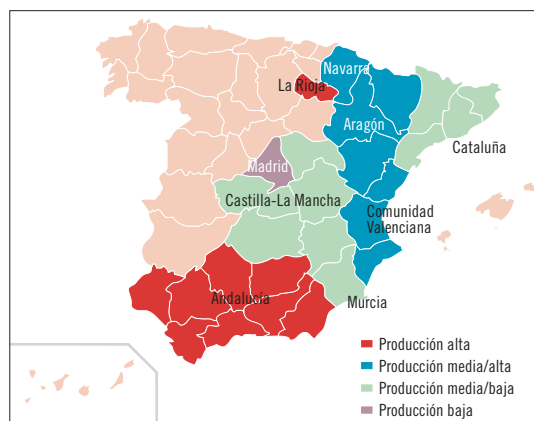 Navarra
La Rioja
Aragón
Cataluña
Madrid
Castilla-La Mancha
Comunidad
Valenciana
Andalucía
Murcia
Producción alta
Producción media/alta
Producción media/baja
Producción baja